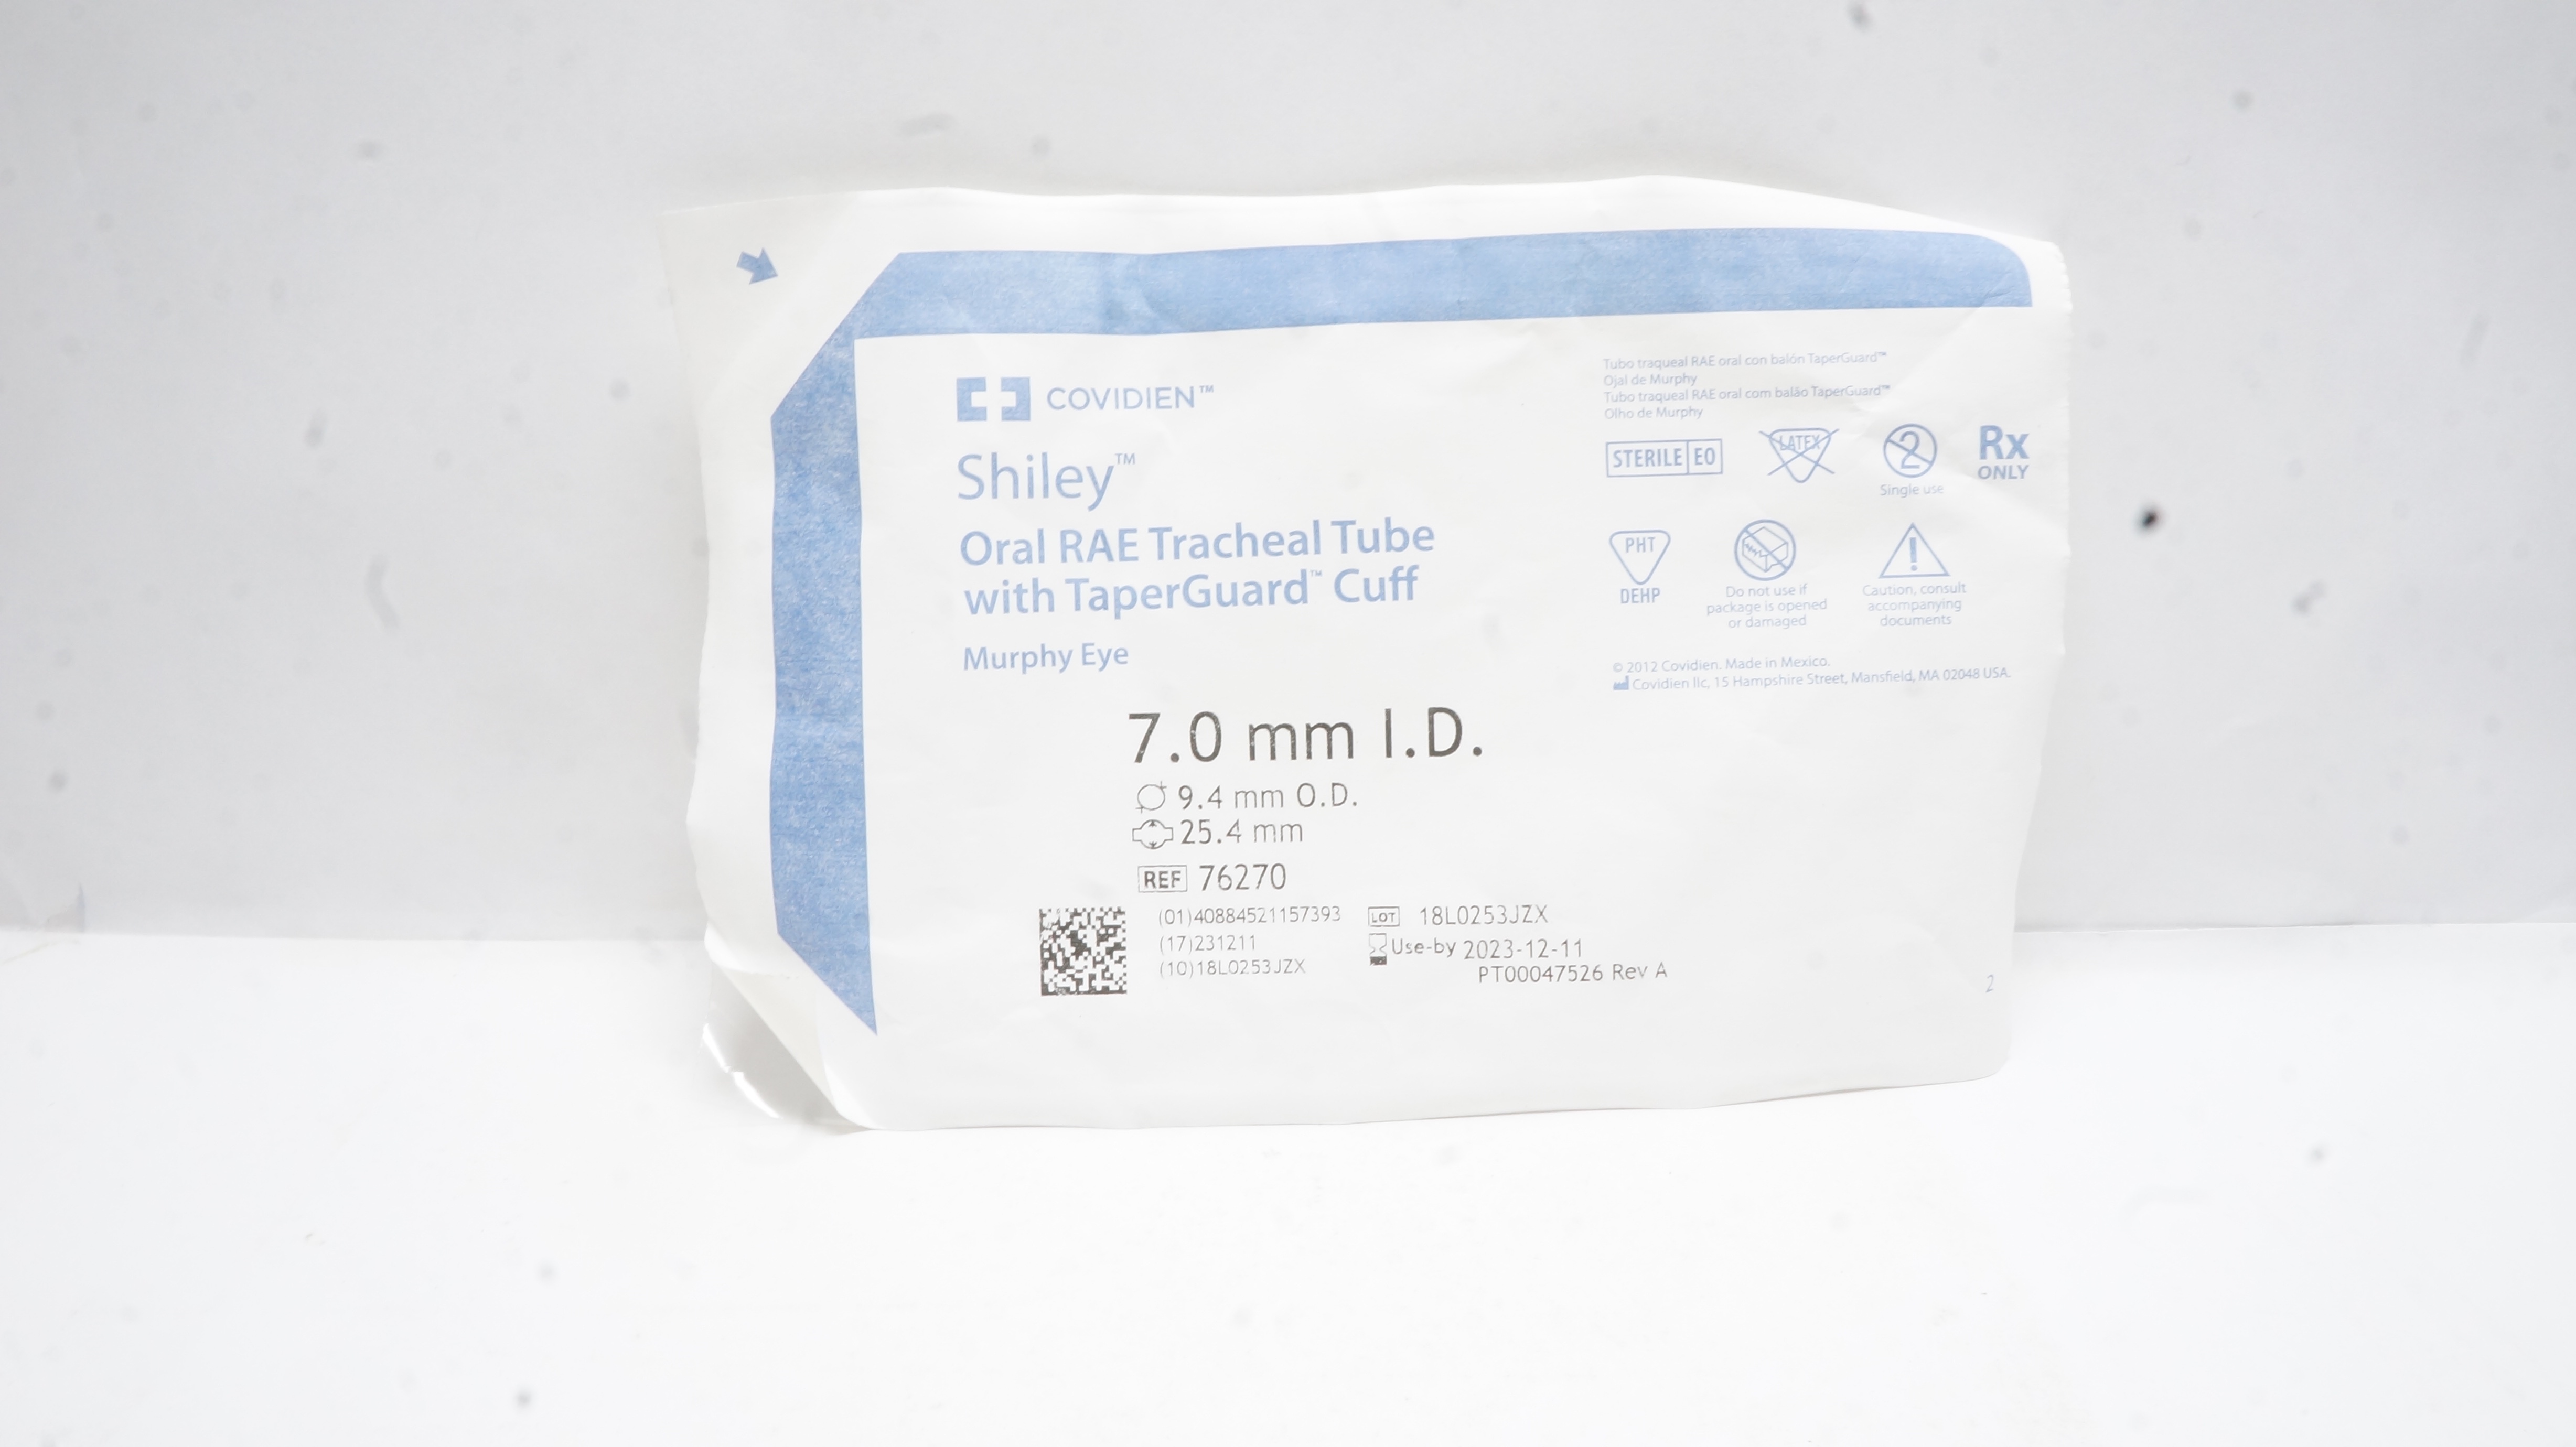 COVIDIEN™
Shiley™
Oral RAE Tracheal Tube
with TaperGuard™ Cuff
Murphy Eye
Tubo traqueal RAE oral con balón TaperGuard™
Ojal de Murphy
Tubo traqueal RAE oral com balão TaperGuard™
Olho de Murphy
STERILE EO
LATEX
2
Single use
Rx
ONLY
PHT
DEHP
Do not use if
package is opened
or damaged
!
Caution, consult
accompanying
documents
© 2012 Covidien. Made in Mexico.
Covidien llc, 15 Hampshire Street, Mansfield, MA 02048 USA.
7.0 mm I.D.
9.4 mm O.D.
25.4 mm
REF 76270
(01)40884521157393
(17)231211
(10)18L0253JZX
LOT 18L0253JZX
Use-by 2023-12-11
PT00047526 Rev A
2